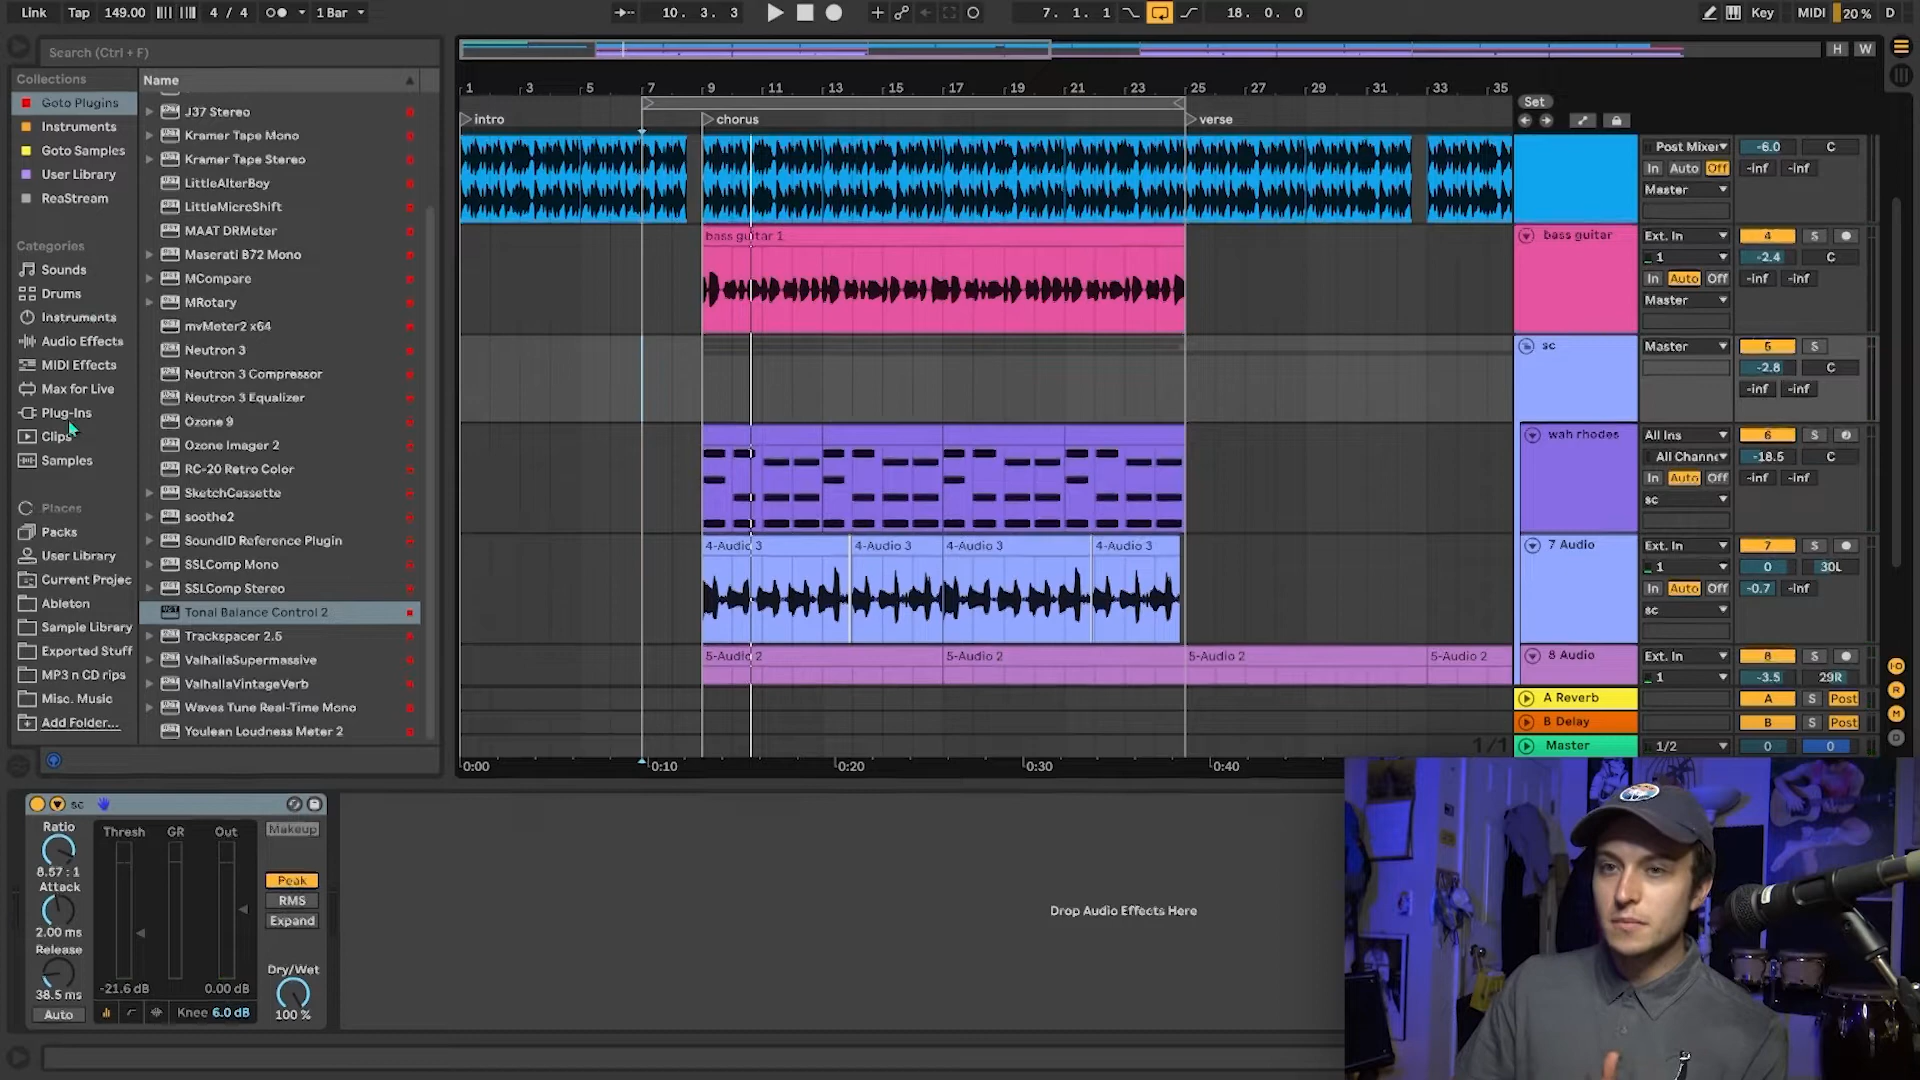 Link Tap 149.00 4 / 4 1 Bar 10. 3. 3 7. 1. 1 18. 0. 0 Key MIDI 20 % D
Search (Ctrl + F)
H W
Collections
Goto Plugins
Instruments
Goto Samples
User Library
ReaStream
Categories
Sounds
Drums
Instruments
Audio Effects
MIDI Effects
Max for Live
Plug-Ins
Clips
Samples
Places
Packs
User Library
Current Projec
Ableton
Sample Library
Exported Stuff
MP3 n CD rips
Misc. Music
Add Folder...
Name
J37 Stereo
Kramer Tape Mono
Kramer Tape Stereo
LittleAlterBoy
LittleMicroShift
MAAT DRMeter
Maserati B72 Mono
MCompare
MRotary
mvMeter2 x64
Neutron 3
Neutron 3 Compressor
Neutron 3 Equalizer
Ozone 9
Ozone Imager 2
RC-20 Retro Color
SketchCassette
soothe2
SoundID Reference Plugin
SSLComp Mono
SSLComp Stereo
Tonal Balance Control 2
Trackspacer 2.5
ValhallaSupermassive
ValhallaVintageVerb
Waves Tune Real-Time Mono
Youlean Loudness Meter 2
1 3 5 7 9 11 13 15 17 19 21 23 25 27 29 31 33 35
Set
intro chorus verse
Post Mixer -6.0 C
In Auto Off -inf -inf
Master
bass guitar 1
bass guitar Ext. In 4 S
1 -2.4 C
In Auto Off -inf -inf
Master
sc Master 5 S
-2.8 C
-inf -inf
wah rhodes All Ins 6 S
All Channe -18.5 C
In Auto Off -inf -inf
sc
4-Audio 3 4-Audio 3 4-Audio 3 4-Audio 3
7 Audio Ext. In 7 S
1 0 30L
In Auto Off -0.7 -inf
sc
5-Audio 2 5-Audio 2 5-Audio 2 5-Audio 2
8 Audio Ext. In 8 S
1 -3.5 29R
A Reverb A S Post
B Delay B S Post
1/1 Master 1/2 0 0
0:00 0:10 0:20 0:30 0:40
I·O
R
M
D
sc
Ratio
8.57 : 1
Attack
2.00 ms
Release
38.5 ms
Auto
Thresh GR Out
-21.6 dB 0.00 dB
Knee 6.0 dB
Makeup
Peak
RMS
Expand
Dry/Wet
100 %
Drop Audio Effects Here